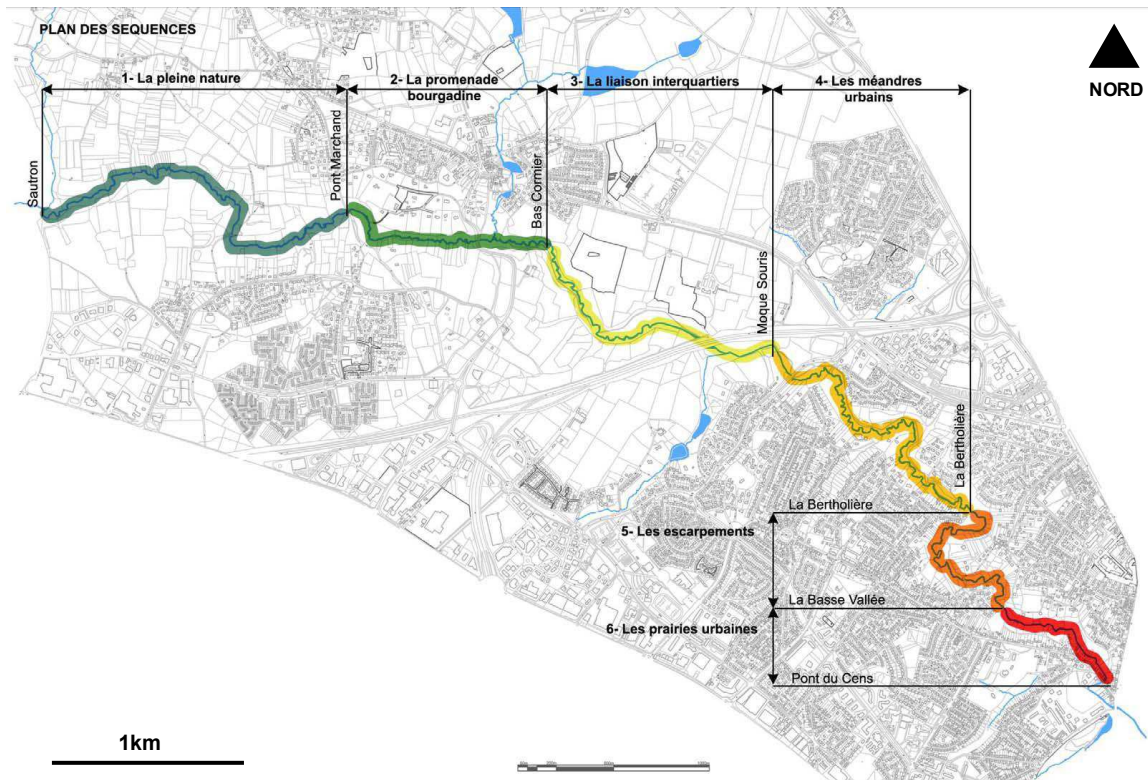 PLAN DES SEQUENCES
NORD
1- La pleine nature
2- La promenade
bourgadine
3- La liaison interquartiers
4- Les méandres
urbains
Sautron
Pont Marchand
Bas Cormier
Moque Souris
La Bertholière
La Bertholière
5- Les escarpements
La Basse Vallée
6- Les prairies urbaines
Pont du Cens
1km